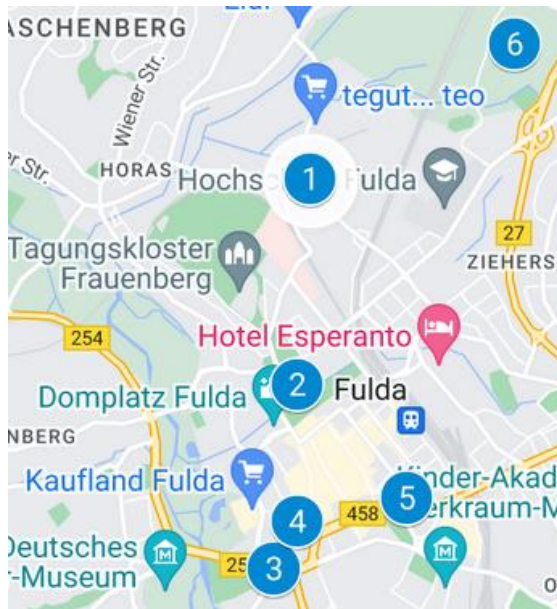 ASCHENBERG
6
Wiener Str.
tegut... teo
HORAS
Hochs
1
Fulda
27
ZIEHERS
Tagungskloster
Frauenberg
254
Hotel Esperanto
2
Fulda
Domplatz Fulda
NBERG
Kaufland Fulda
Kinder-Akad
5
erkraum-M
4
458
Deutsches
r-Museum
25
3
M
M
O